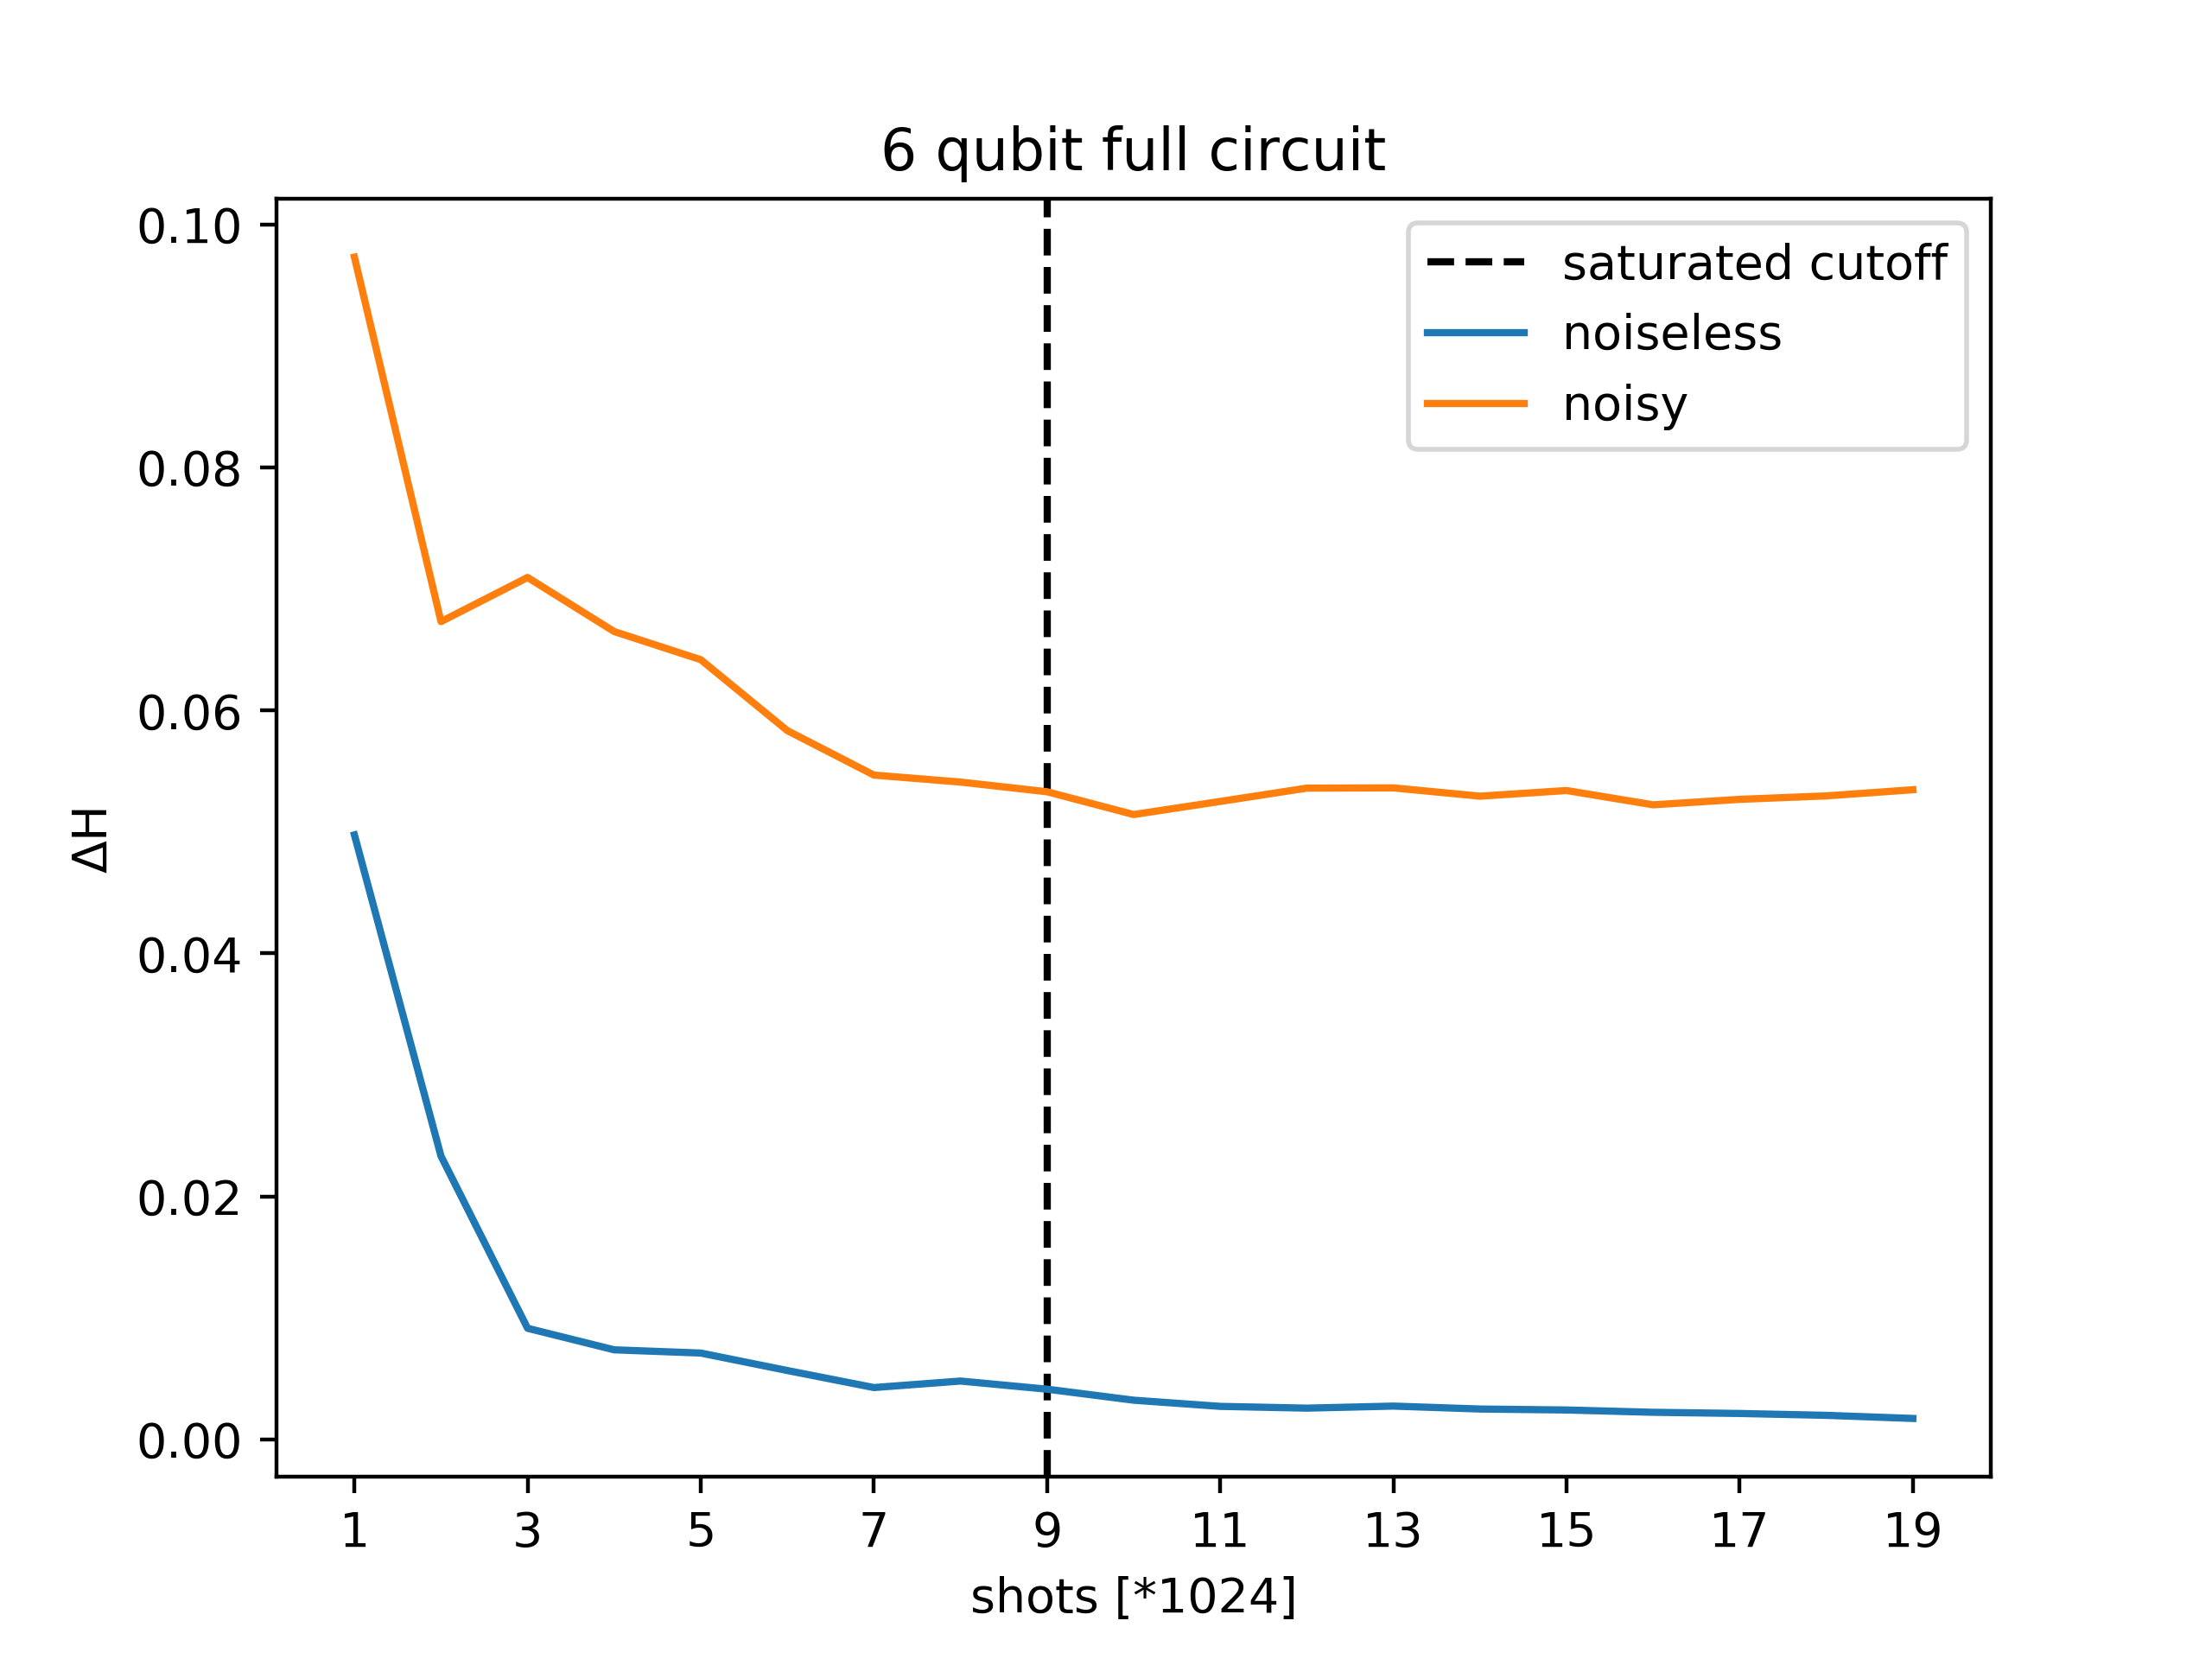 6 qubit full circuit
saturated cutoff
noiseless
noisy
0.10
0.08
0.06
0.04
0.02
0.00
ΔH
1 3 5 7 9 11 13 15 17 19
shots [*1024]